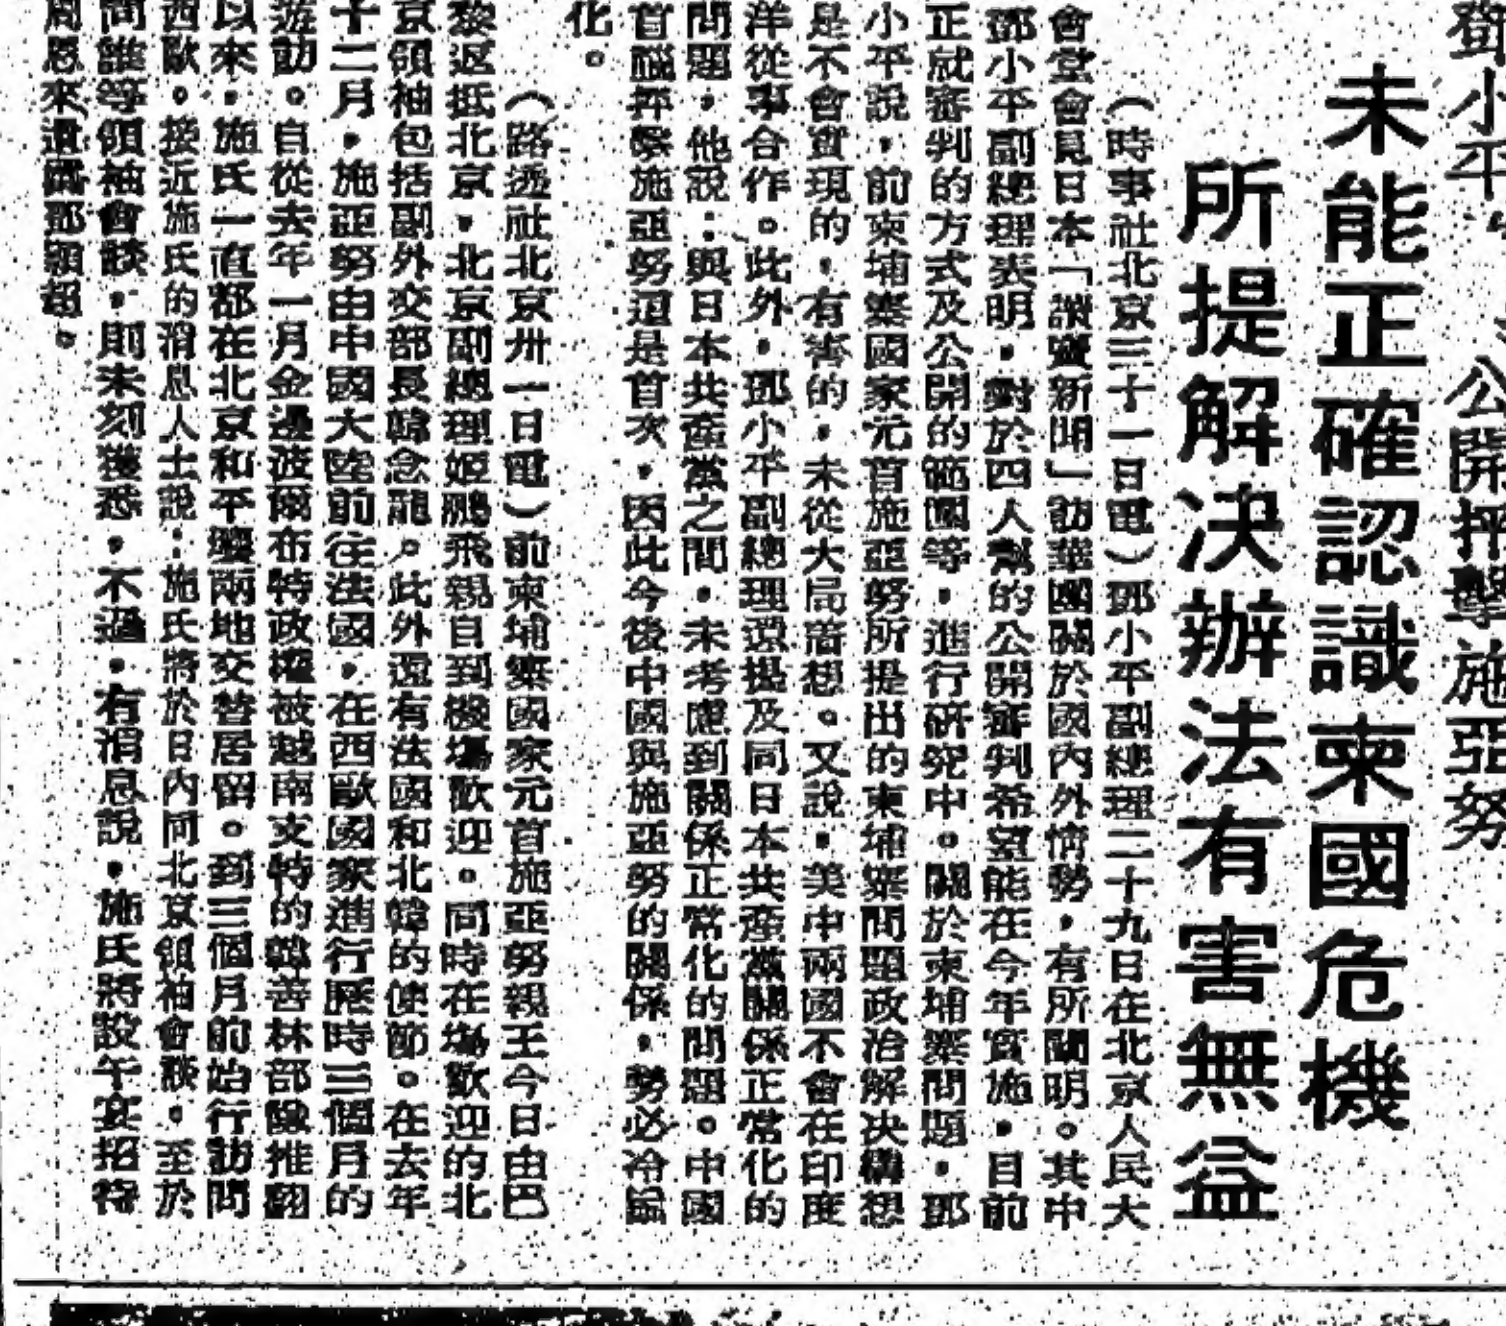 鄧小平 公開抨擊施亞努
未能正確認識柬國危機
所提解决辦法有害無益
（時事社北京三十一日電）鄧小平副總理二十九日在北京人民大
會堂會見日本「讀賣新聞」訪華團關於國內外情勢，有所闡明。其中
鄧小平副總理表明，對於四人幫的公開審判希望能在今年實施，目前
正就審判的方式及公開的範圍等，進行研究中。關於柬埔寨問題，鄧
小平說，前柬埔寨國家元首施亞努所提出的柬埔寨問題政治解决構想
是不會實現的，有害的，未從大局着想。又說，美中兩國不會在印度
洋從事合作。此外，鄧小平副總理還提及同日本共產黨關係正常化的
問題，他說：與日本共產黨之間，未考慮到關係正常化的問題。中國
首腦抨擊施亞努這是首次，因此今後中國與施亞努的關係，勢必冷
化。
（路透社北京卅一日電）前柬埔寨國家元首施亞努親王今日由巴
黎返抵北京，北京副總理姬鵬飛親自到機場歡迎。同時在場歡迎的北
京領袖包括副外交部長韓念龍。此外還有法國和北韓的使節。在去年
十二月，施亞努由中國大陸前往法國，在西歐國家進行歷時三個月的
遊訪。自從去年一月金邊波爾布特政權被越南支持的韓善林部隊推翻
以來，施氏一直都在北京和平壤兩地交替居留。到三個月前始行訪問
西歐。接近施氏的消息人士說：施氏將於日內同北京領袖會談。至於
同誰等領袖會談，則未刻獲悉，不過，有消息說，施氏將設午宴招待
周恩來遺孀鄧穎超。